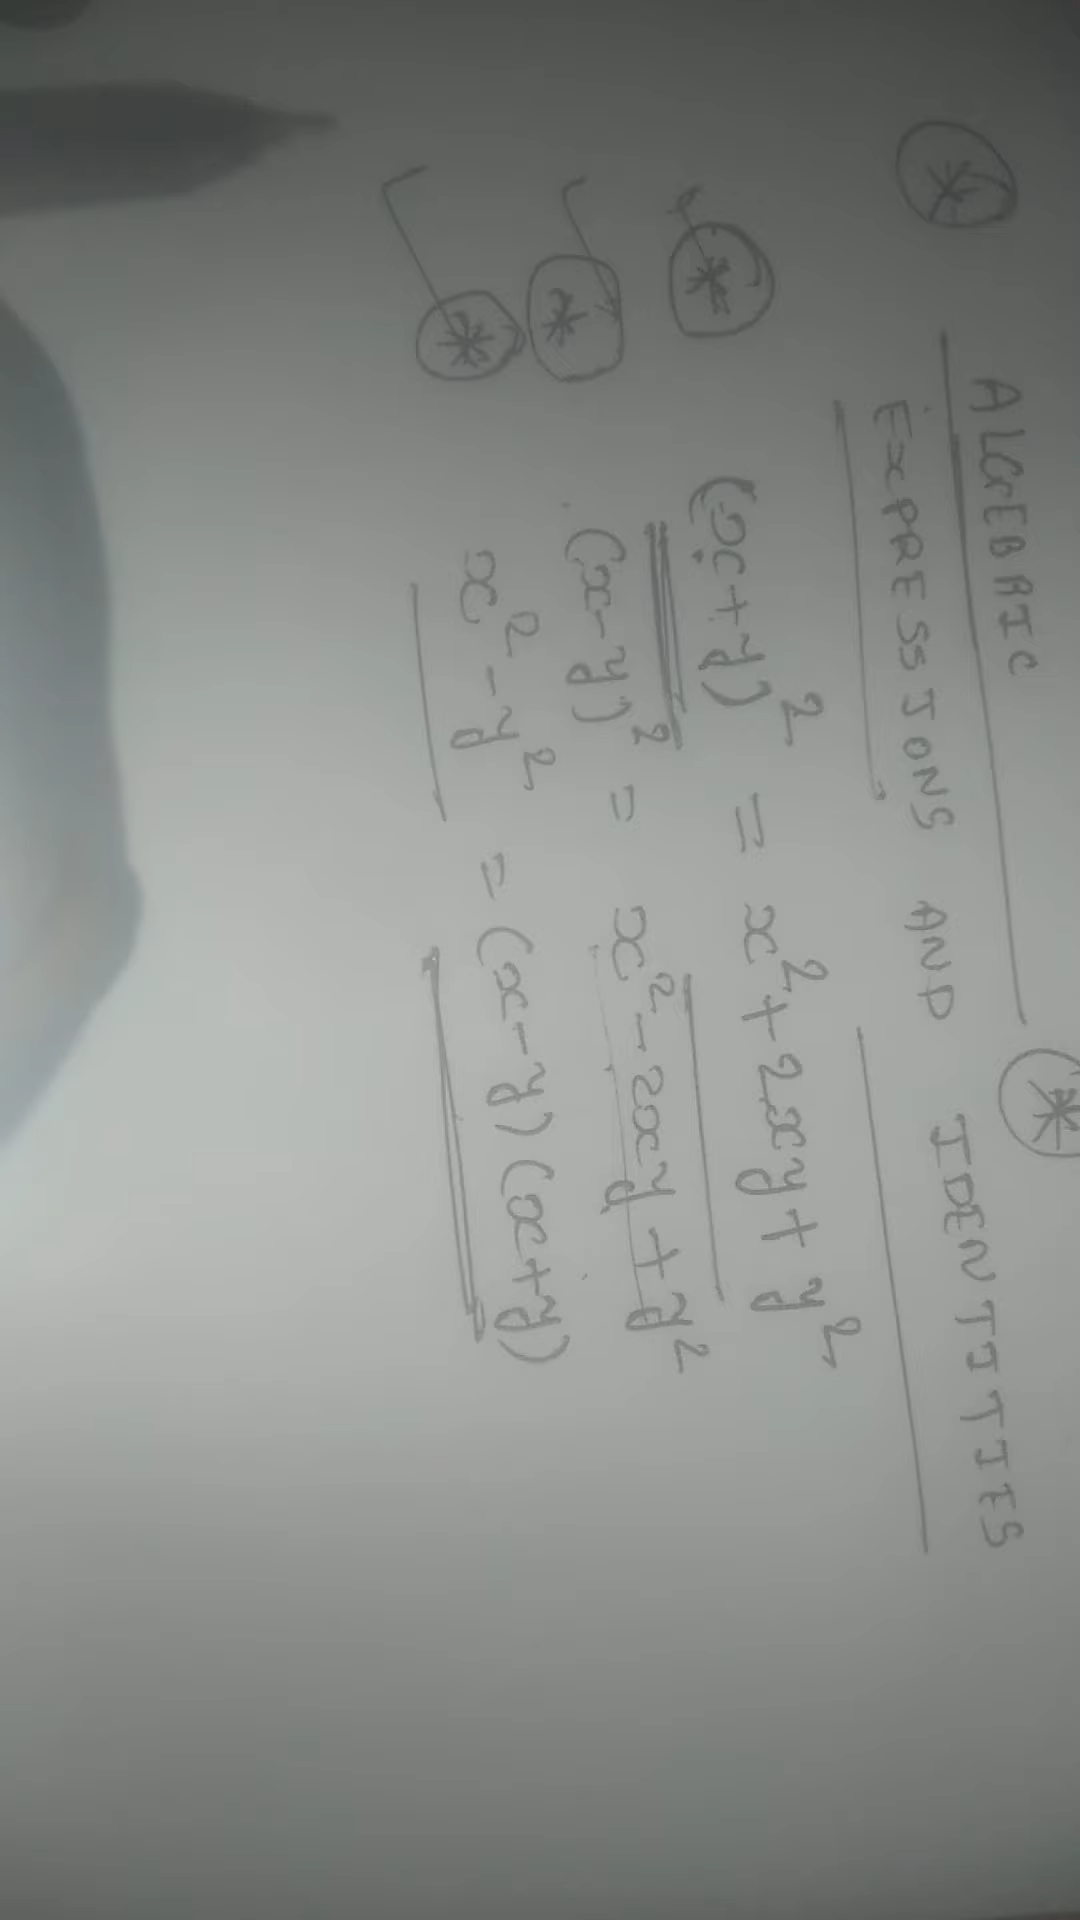 ALGEBRAIC
EXPRESSIONS AND IDENTITIES
(x+y)² = x²+2xy+y²
(x-y)² = x²-2xy+y²
x²-y² = (x-y)(x+y)